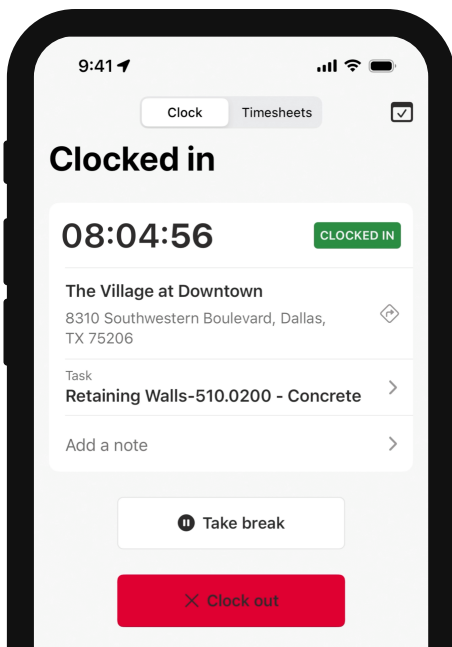 9:41
Clock Timesheets
Clocked in
08:04:56 CLOCKED IN
The Village at Downtown
8310 Southwestern Boulevard, Dallas,
TX 75206
Task
Retaining Walls-510.0200 - Concrete
Add a note
Take break
Clock out